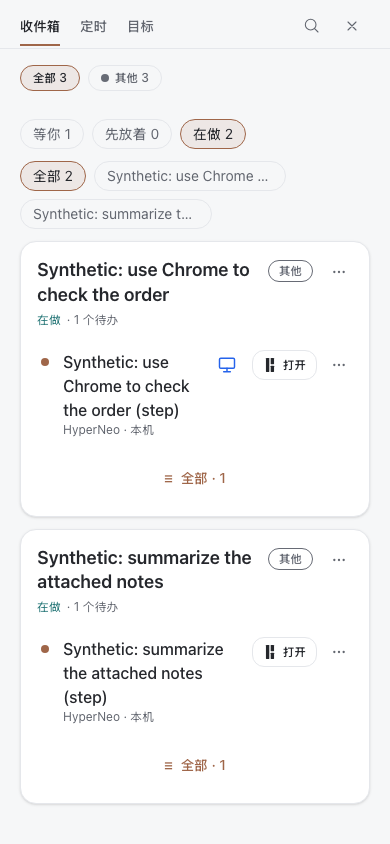 收件箱 定时 目标
全部 3 其他 3
等你 1 先放着 0 在做 2
全部 2 Synthetic: use Chrome ...
Synthetic: summarize t...
Synthetic: use Chrome to 其他
check the order
在做 · 1 个待办
Synthetic: use 打开
Chrome to check
the order (step)
HyperNeo · 本机
全部 · 1
Synthetic: summarize the 其他
attached notes
在做 · 1 个待办
Synthetic: summarize 打开
the attached notes
(step)
HyperNeo · 本机
全部 · 1